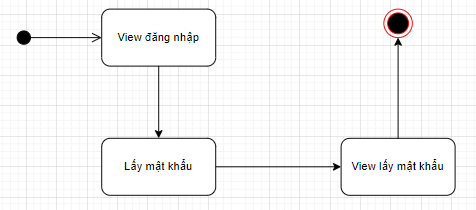 View đăng nhập
Lấy mật khẩu
View lấy mật khẩu